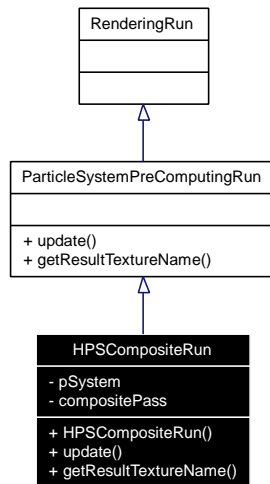 RenderingRun
ParticleSystemPreComputingRun
+ update()
+ getResultTextureName()
HPSCompositeRun
- pSystem
- compositePass
+ HPSCompositeRun()
+ update()
+ getResultTextureName()